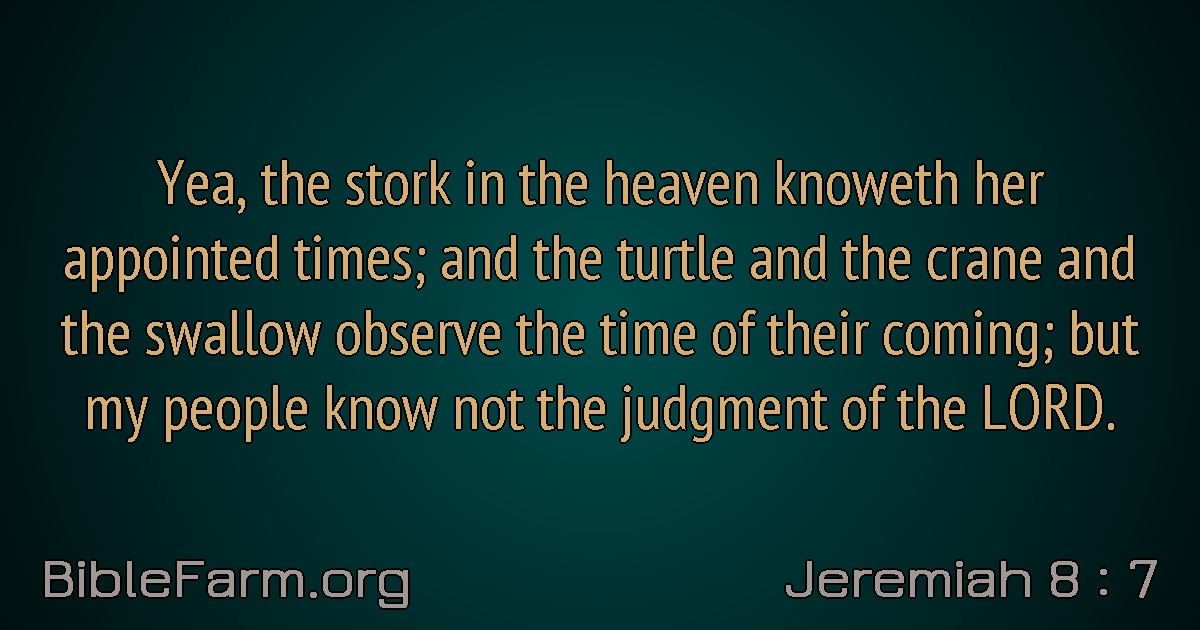 Yea, the stork in the heaven knoweth her
appointed times; and the turtle and the crane and
the swallow observe the time of their coming; but
my people know not the judgment of the LORD.
BibleFarm.org
Jeremiah 8 : 7